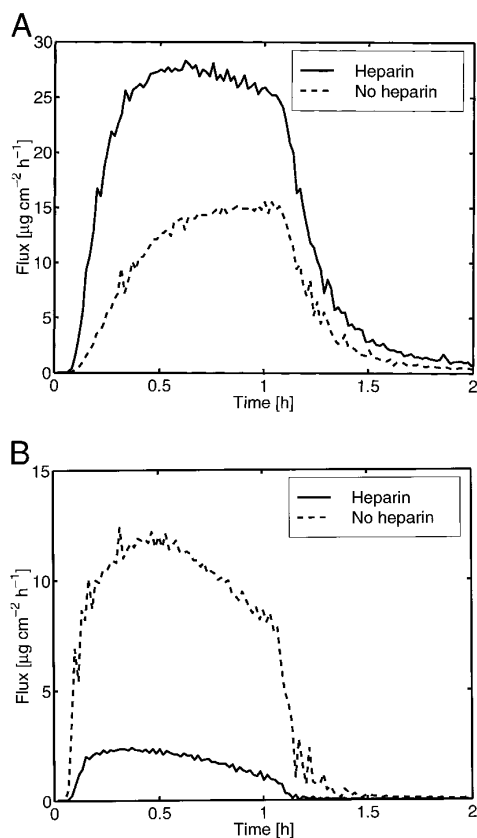 A
30
25
20
15
10
5
0
Flux [µg cm⁻² h⁻¹]
Heparin
No heparin
0 0.5 1 1.5 2
Time [h]
B
15
10
5
0
Flux [µg cm⁻² h⁻¹]
Heparin
No heparin
0 0.5 1 1.5 2
Time [h]